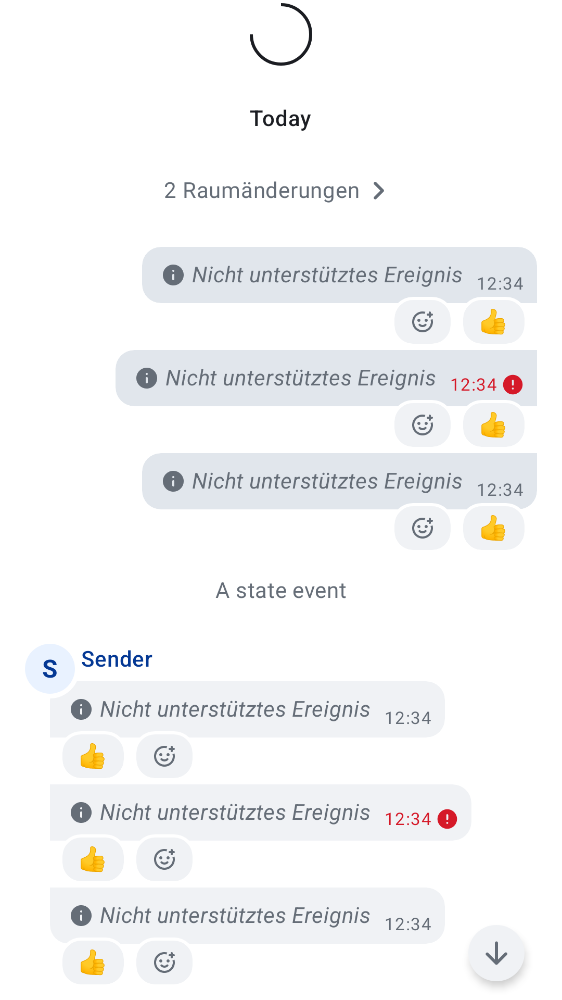 Today
2 Raumänderungen
Nicht unterstütztes Ereignis 12:34
👍
Nicht unterstütztes Ereignis 12:34
👍
Nicht unterstütztes Ereignis 12:34
👍
A state event
S Sender
Nicht unterstütztes Ereignis 12:34
👍
Nicht unterstütztes Ereignis 12:34
👍
Nicht unterstütztes Ereignis 12:34
👍